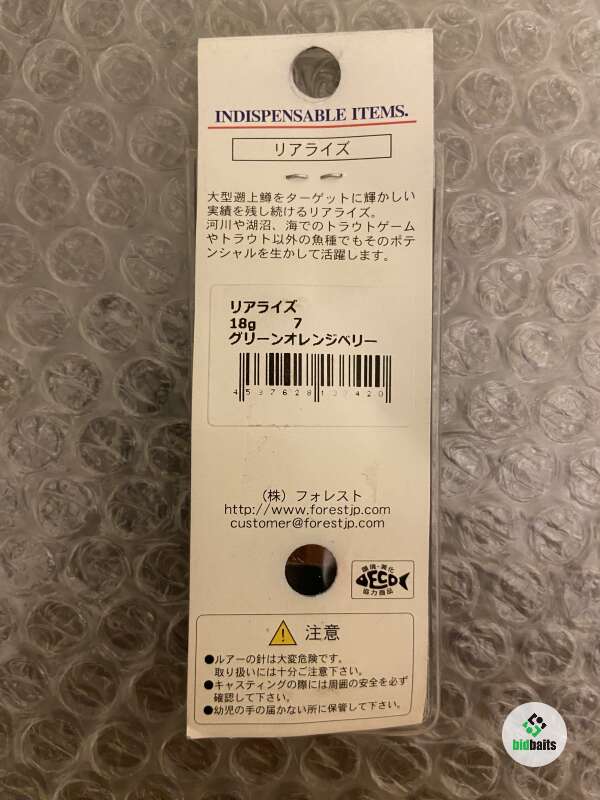 INDISPENSABLE ITEMS.
リアライズ
大型遡上鱒をターゲットに輝かしい
実績を残し続けるリアライズ。
河川や湖沼、海でのトラウトゲーム
やトラウト以外の魚種でもそのポテ
ンシャルを生かして活躍します。
リアライズ
18g 7
グリーンオレンジベリー
(株) フォレスト
http://www.forestjp.com
customer@forestjp.com
環境・美化
ECO
協力商品
注意
●ルアーの針は大変危険です。
取り扱いには十分ご注意下さい。
●キャスティングの際には周囲の安全を必ず
確認して下さい。
●幼児の手の届かない所に保管して下さい。
bidbaits